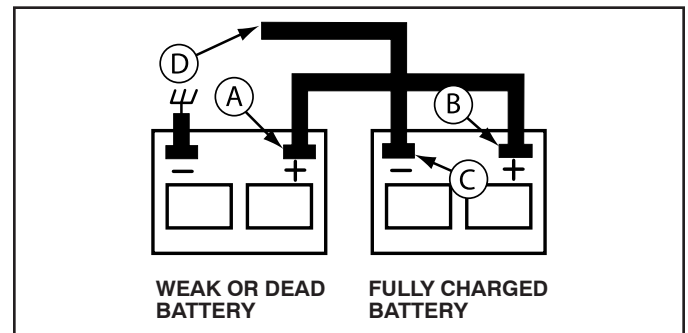 D
A
B
– + – +
C
WEAK OR DEAD
BATTERY
FULLY CHARGED
BATTERY